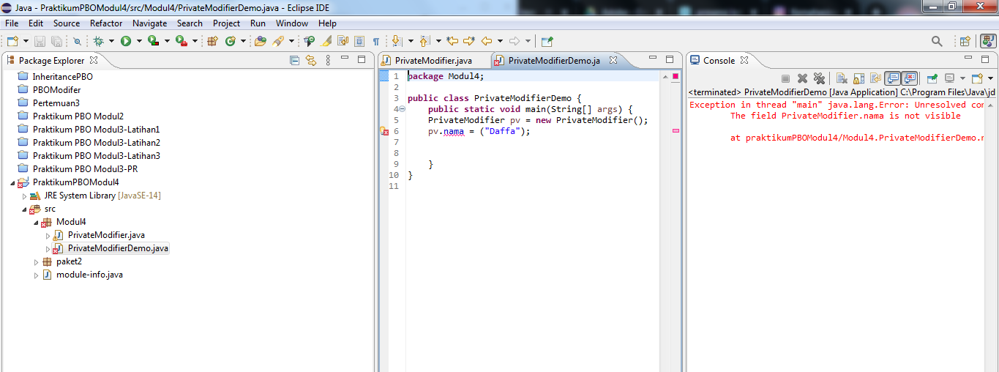 Java - PraktikumPBOModul4/src/Modul4/PrivateModifierDemo.java - Eclipse IDE
File Edit Source Refactor Navigate Search Project Run Window Help
Package Explorer
InheritancePBO
PBOModifer
Pertemuan3
Praktikum PBO Modul2
Praktikum PBO Modul3-Latihan1
Praktikum PBO Modul3-Latihan2
Praktikum PBO Modul3-Latihan3
Praktikum PBO Modul3-PR
PraktikumPBOModul4
JRE System Library [JavaSE-14]
src
Modul4
PrivateModifier.java
PrivateModifierDemo.java
paket2
module-info.java
PrivateModifier.java PrivateModifierDemo.ja
1 package Modul4;
2
3 public class PrivateModifierDemo {
4 public static void main(String[] args) {
5 PrivateModifier pv = new PrivateModifier();
6 pv.nama = ("Daffa");
7
8
9 }
10 }
11
Console
<terminated> PrivateModifierDemo [Java Application] C:\Program Files\Java\jd
Exception in thread "main" java.lang.Error: Unresolved con
The field PrivateModifier.nama is not visible
at praktikumPBOModul4/Modul4.PrivateModifierDemo.